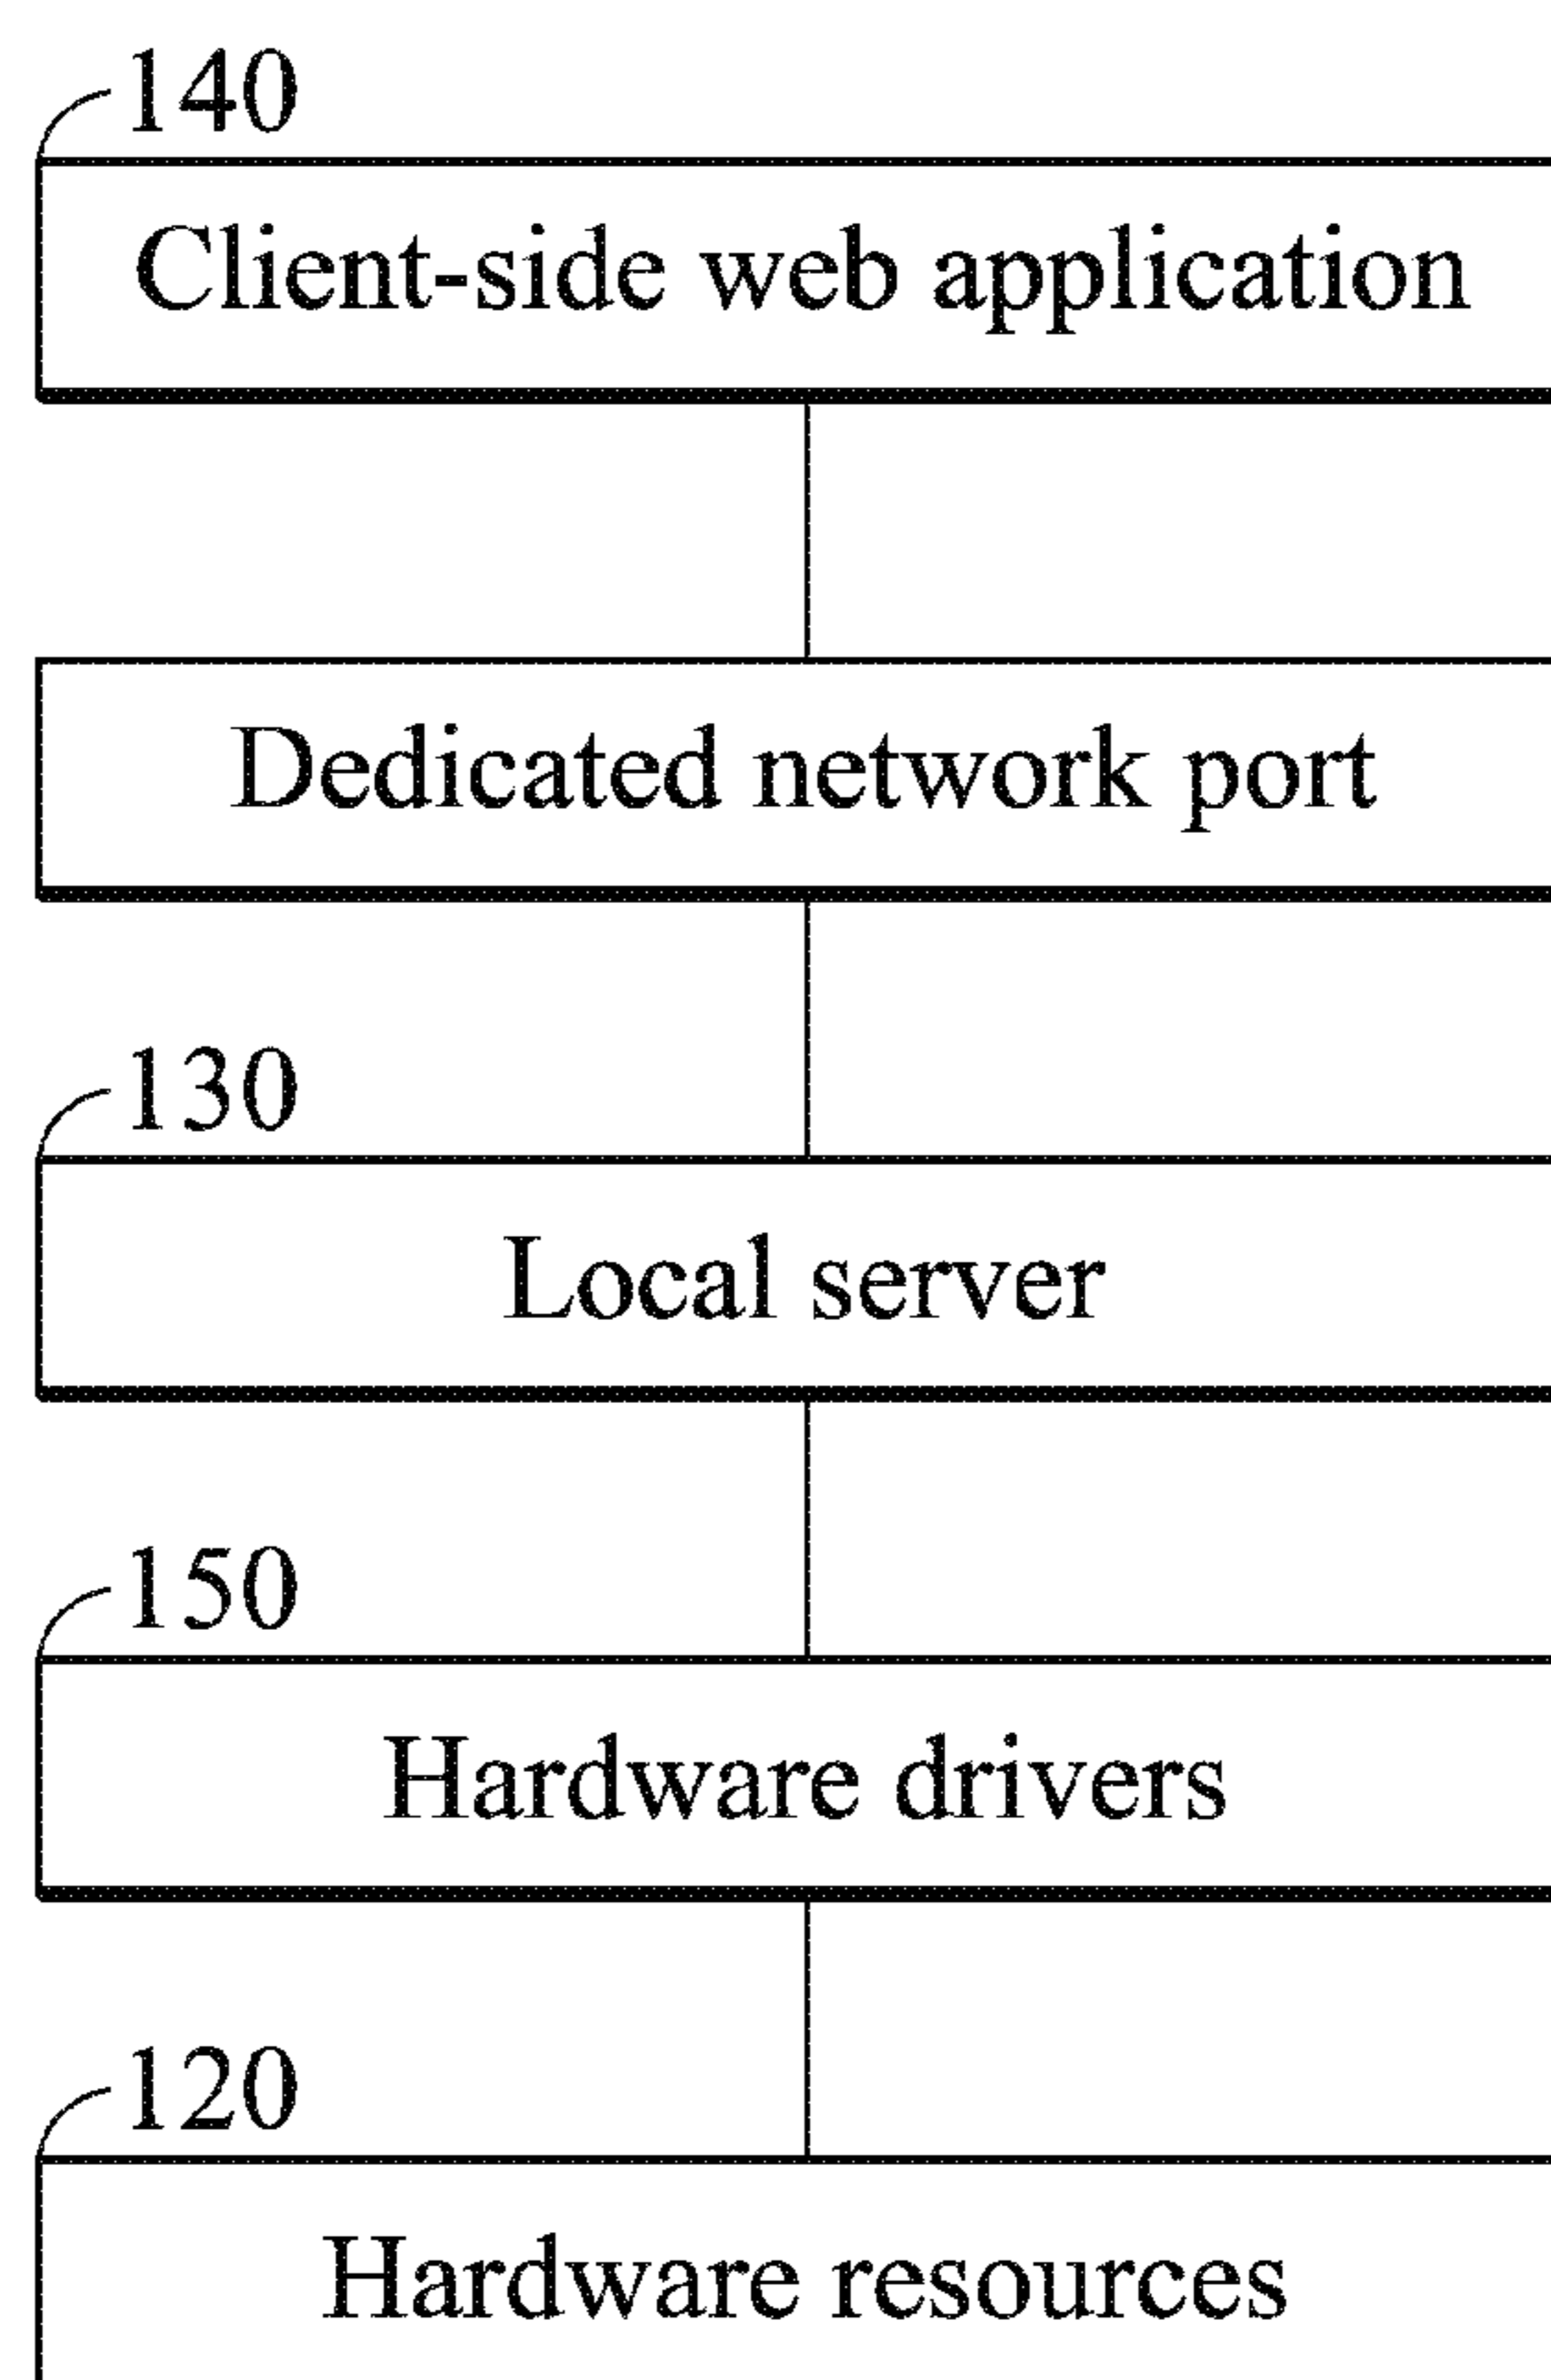 140
Client-side web application
Dedicated network port
130
Local server
150
Hardware drivers
120
Hardware resources